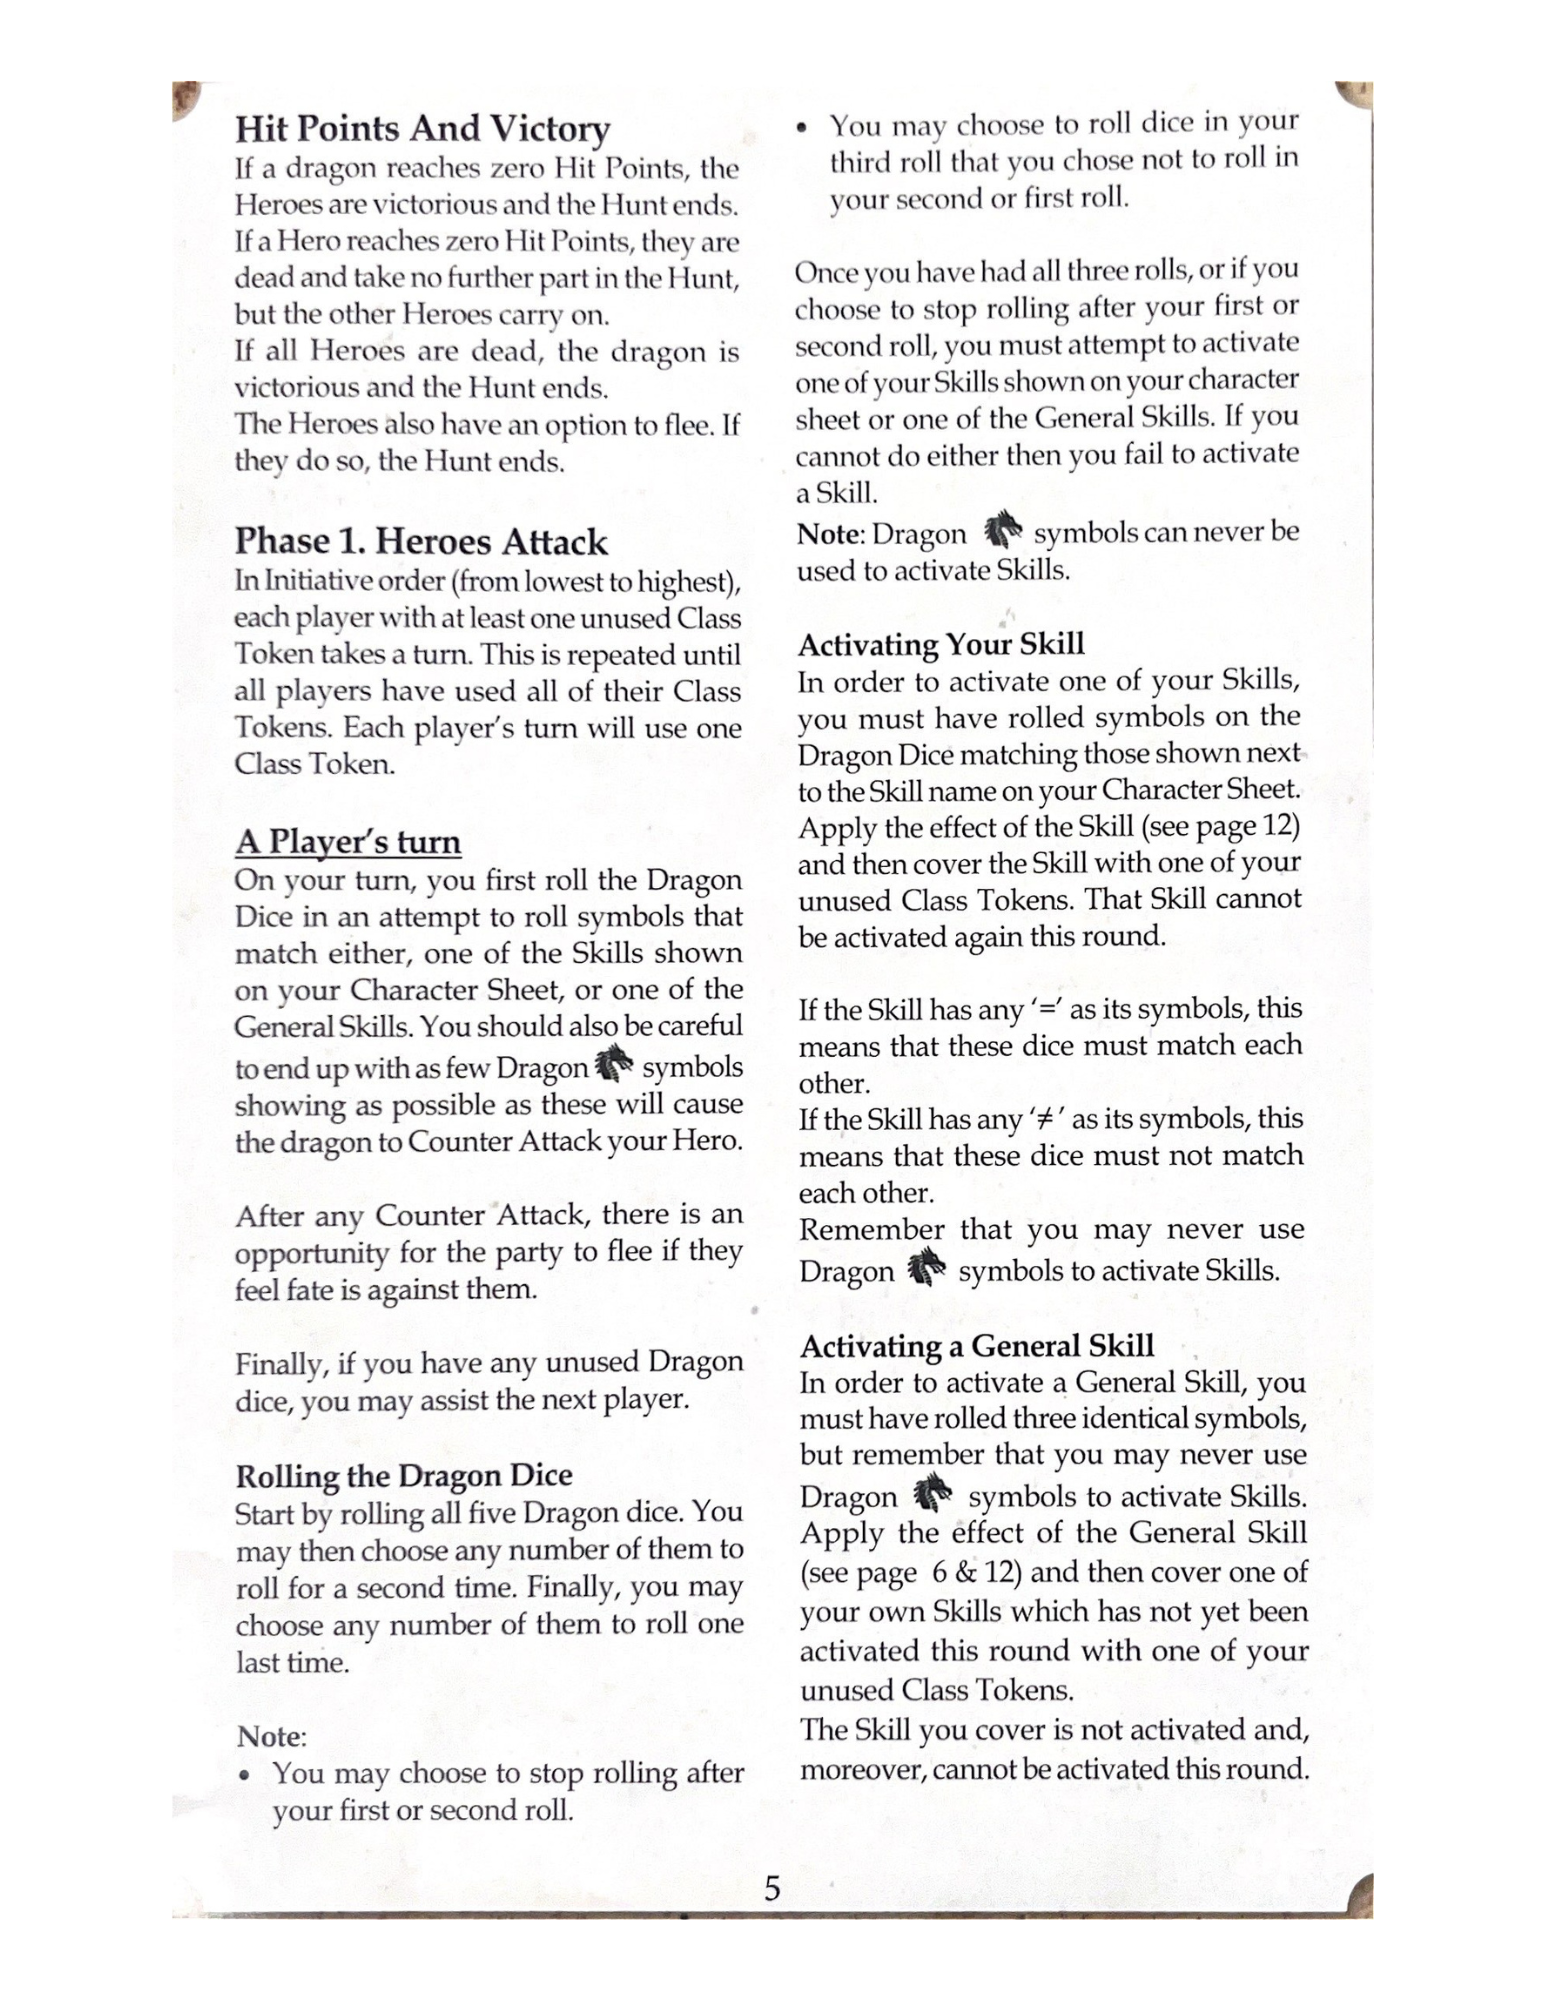 Hit Points And Victory
If a dragon reaches zero Hit Points, the
Heroes are victorious and the Hunt ends.
If a Hero reaches zero Hit Points, they are
dead and take no further part in the Hunt,
but the other Heroes carry on.
If all Heroes are dead, the dragon is
victorious and the Hunt ends.
The Heroes also have an option to flee. If
they do so, the Hunt ends.
Phase 1. Heroes Attack
In Initiative order (from lowest to highest),
each player with at least one unused Class
Token takes a turn. This is repeated until
all players have used all of their Class
Tokens. Each player's turn will use one
Class Token.
A Player's turn
On your turn, you first roll the Dragon
Dice in an attempt to roll symbols that
match either, one of the Skills shown
on your Character Sheet, or one of the
General Skills. You should also be careful
to end up with as few Dragon symbols
showing as possible as these will cause
the dragon to Counter Attack your Hero.
After any Counter Attack, there is an
opportunity for the party to flee if they
feel fate is against them.
Finally, if you have any unused Dragon
dice, you may assist the next player.
Rolling the Dragon Dice
Start by rolling all five Dragon dice. You
may then choose any number of them to
roll for a second time. Finally, you may
choose any number of them to roll one
last time.
Note:
• You may choose to stop rolling after
your first or second roll.
• You may choose to roll dice in your
third roll that you chose not to roll in
your second or first roll.
Once you have had all three rolls, or if you
choose to stop rolling after your first or
second roll, you must attempt to activate
one of your Skills shown on your character
sheet or one of the General Skills. If you
cannot do either then you fail to activate
a Skill.
Note: Dragon symbols can never be
used to activate Skills.
Activating Your Skill
In order to activate one of your Skills,
you must have rolled symbols on the
Dragon Dice matching those shown next
to the Skill name on your Character Sheet.
Apply the effect of the Skill (see page 12)
and then cover the Skill with one of your
unused Class Tokens. That Skill cannot
be activated again this round.
If the Skill has any '=' as its symbols, this
means that these dice must match each
other.
If the Skill has any '≠' as its symbols, this
means that these dice must not match
each other.
Remember that you may never use
Dragon symbols to activate Skills.
Activating a General Skill
In order to activate a General Skill, you
must have rolled three identical symbols,
but remember that you may never use
Dragon symbols to activate Skills.
Apply the effect of the General Skill
(see page 6 & 12) and then cover one of
your own Skills which has not yet been
activated this round with one of your
unused Class Tokens.
The Skill you cover is not activated and,
moreover, cannot be activated this round.
5